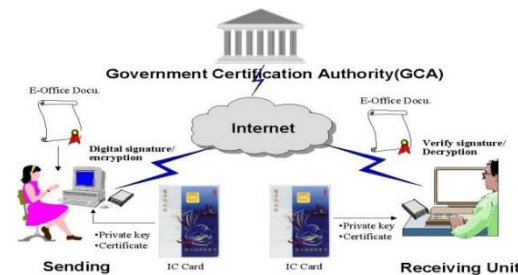 Government Certification Authority(GCA)
E-Office Docu.
E-Office Docu.
Internet
Digital signature/
encryption
Verify signature/
Decryption
•Private key
•Certificate
IC Card
IC Card
•Private key
•Certificate
Sending
Receiving Unit